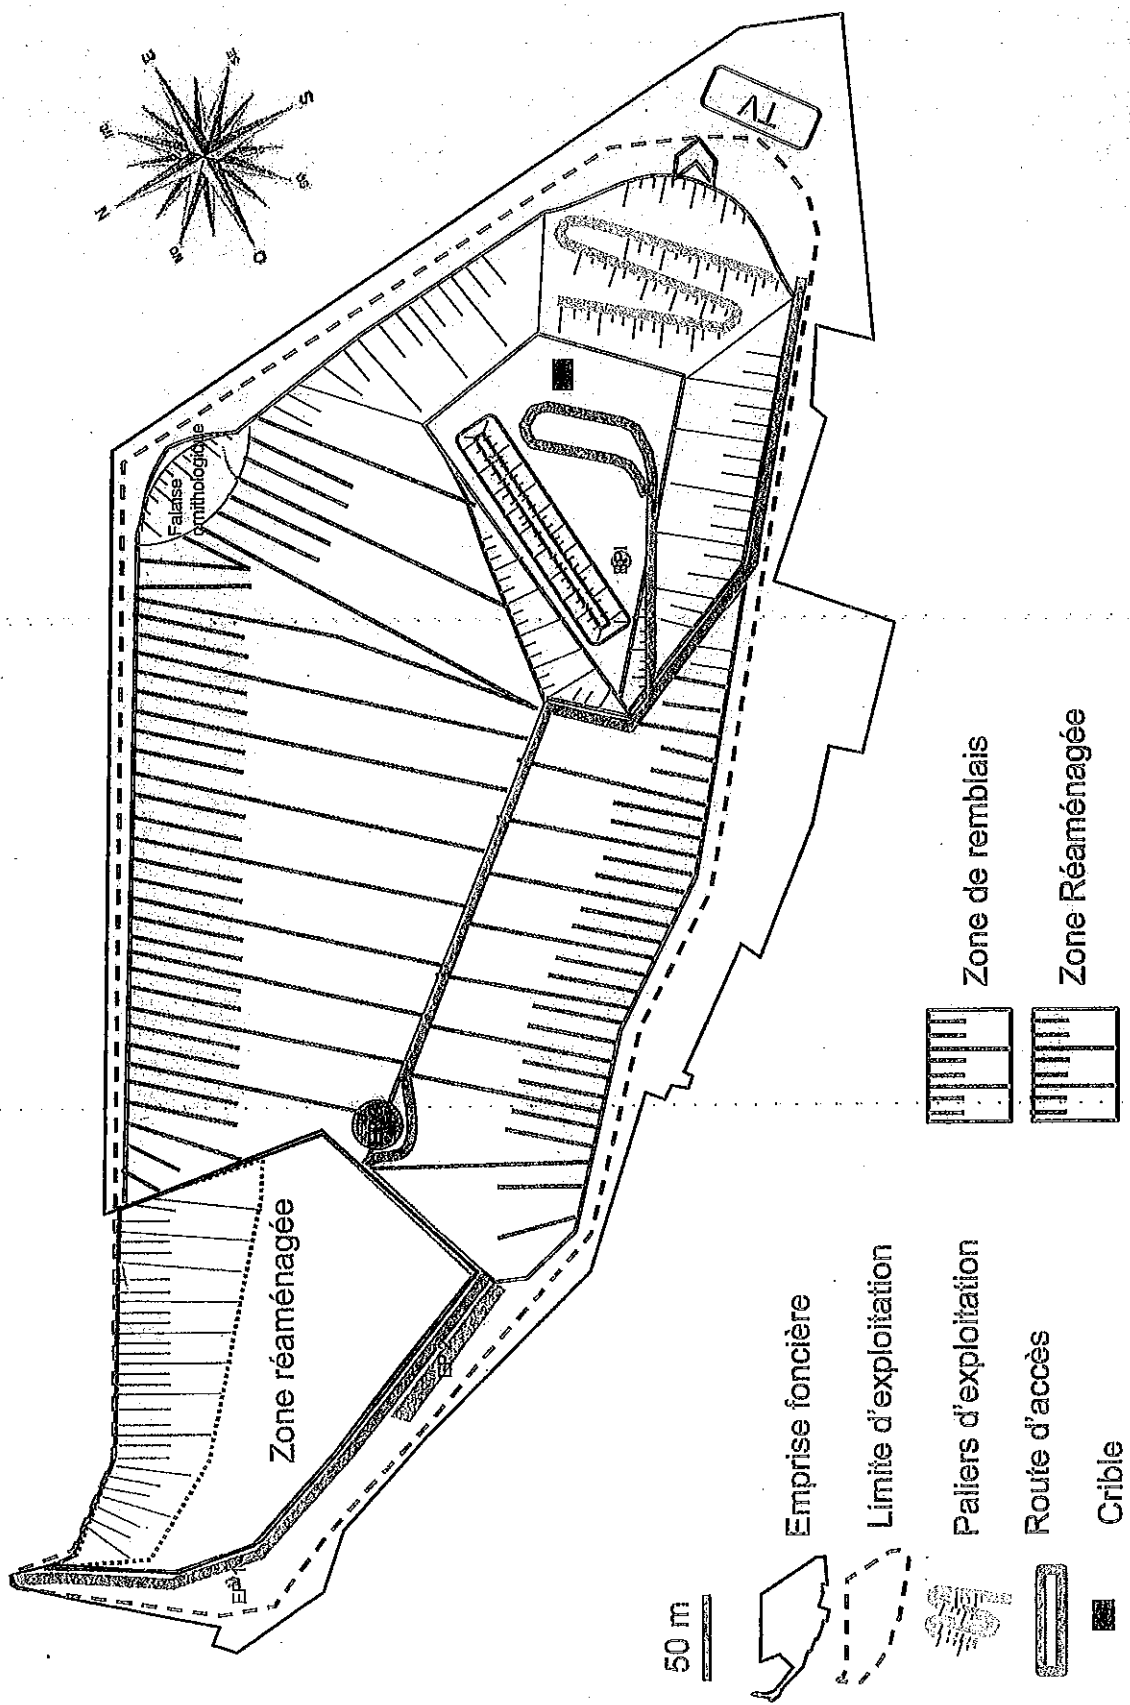 N
E
S
O
TV
Falaise
ornithologique
Zone réaménagée
EP
50 m
Emprise foncière
Limite d'exploitation
Paliers d'exploitation
Route d'accès
Crible
Zone de remblais
Zone Réaménagée